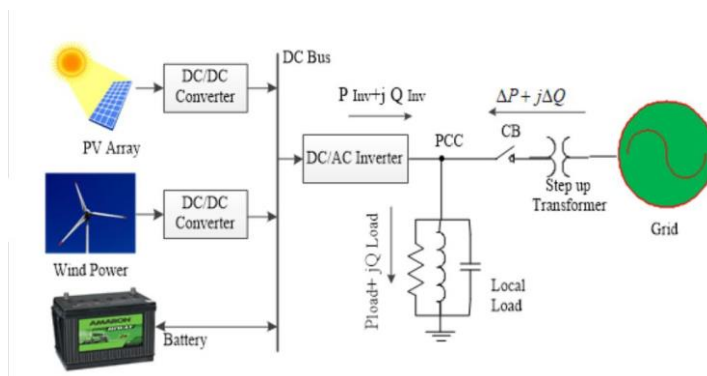 DC/DC
Converter
DC Bus
P Inv+j Q Inv
ΔP + jΔQ
PV Array
DC/AC Inverter
PCC
CB
Step up
Transformer
Grid
DC/DC
Converter
Wind Power
Pload+ jQ Load
Local
Load
AMARON
Battery